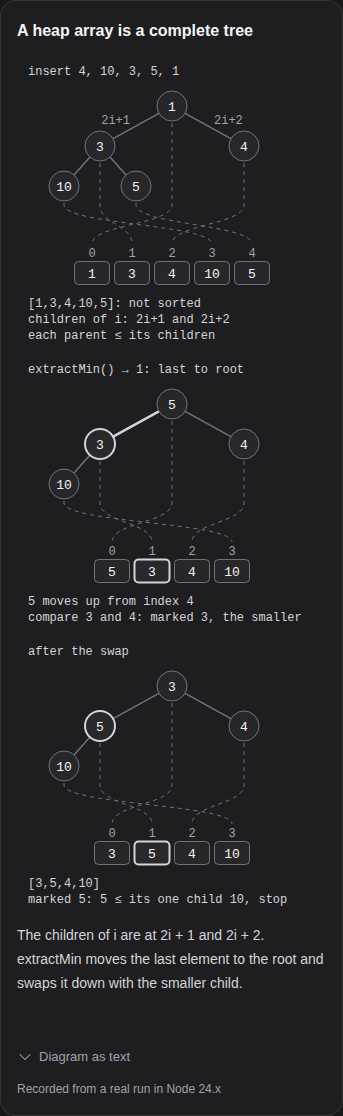 A heap array is a complete tree
insert 4, 10, 3, 5, 1
1
2i+1 2i+2
3 4
10 5
0 1 2 3 4
1 3 4 10 5
[1,3,4,10,5]: not sorted
children of i: 2i+1 and 2i+2
each parent ≤ its children
extractMin() → 1: last to root
5
3 4
10
0 1 2 3
5 3 4 10
5 moves up from index 4
compare 3 and 4: marked 3, the smaller
after the swap
3
5 4
10
0 1 2 3
3 5 4 10
[3,5,4,10]
marked 5: 5 ≤ its one child 10, stop
The children of i are at 2i + 1 and 2i + 2.
extractMin moves the last element to the root and
swaps it down with the smaller child.
Diagram as text
Recorded from a real run in Node 24.x